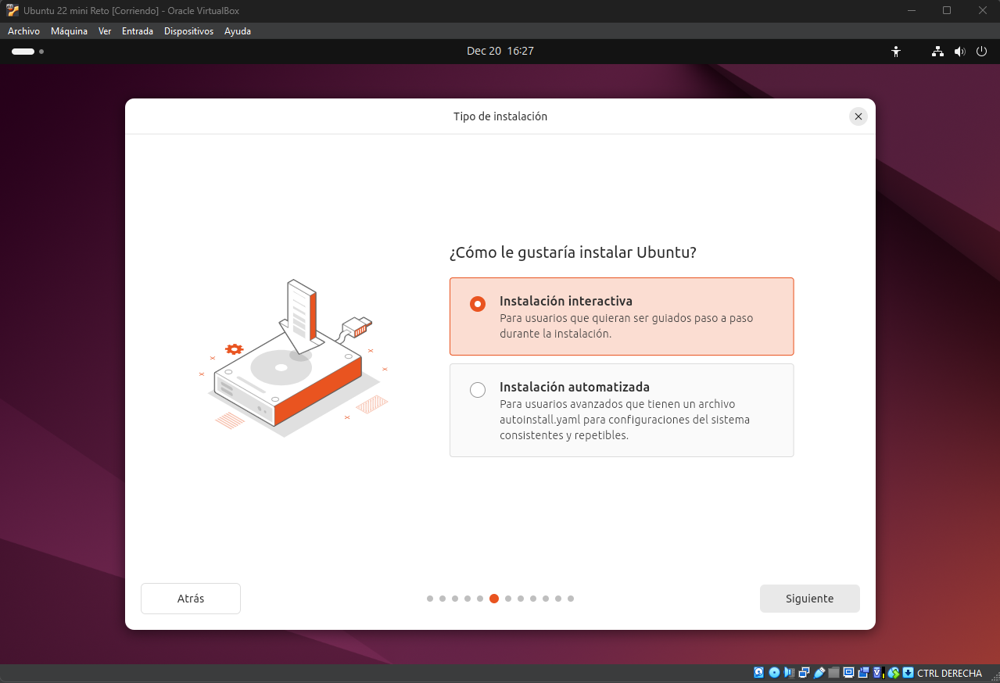 Ubuntu 22 mini Reto [Corriendo] - Oracle VirtualBox
Archivo Máquina Ver Entrada Dispositivos Ayuda
Dec 20 16:27
Tipo de instalación
¿Cómo le gustaría instalar Ubuntu?
Instalación interactiva
Para usuarios que quieran ser guiados paso a paso
durante la instalación.
Instalación automatizada
Para usuarios avanzados que tienen un archivo
autoinstall.yaml para configuraciones del sistema
consistentes y repetibles.
Atrás
Siguiente
CTRL DERECHA